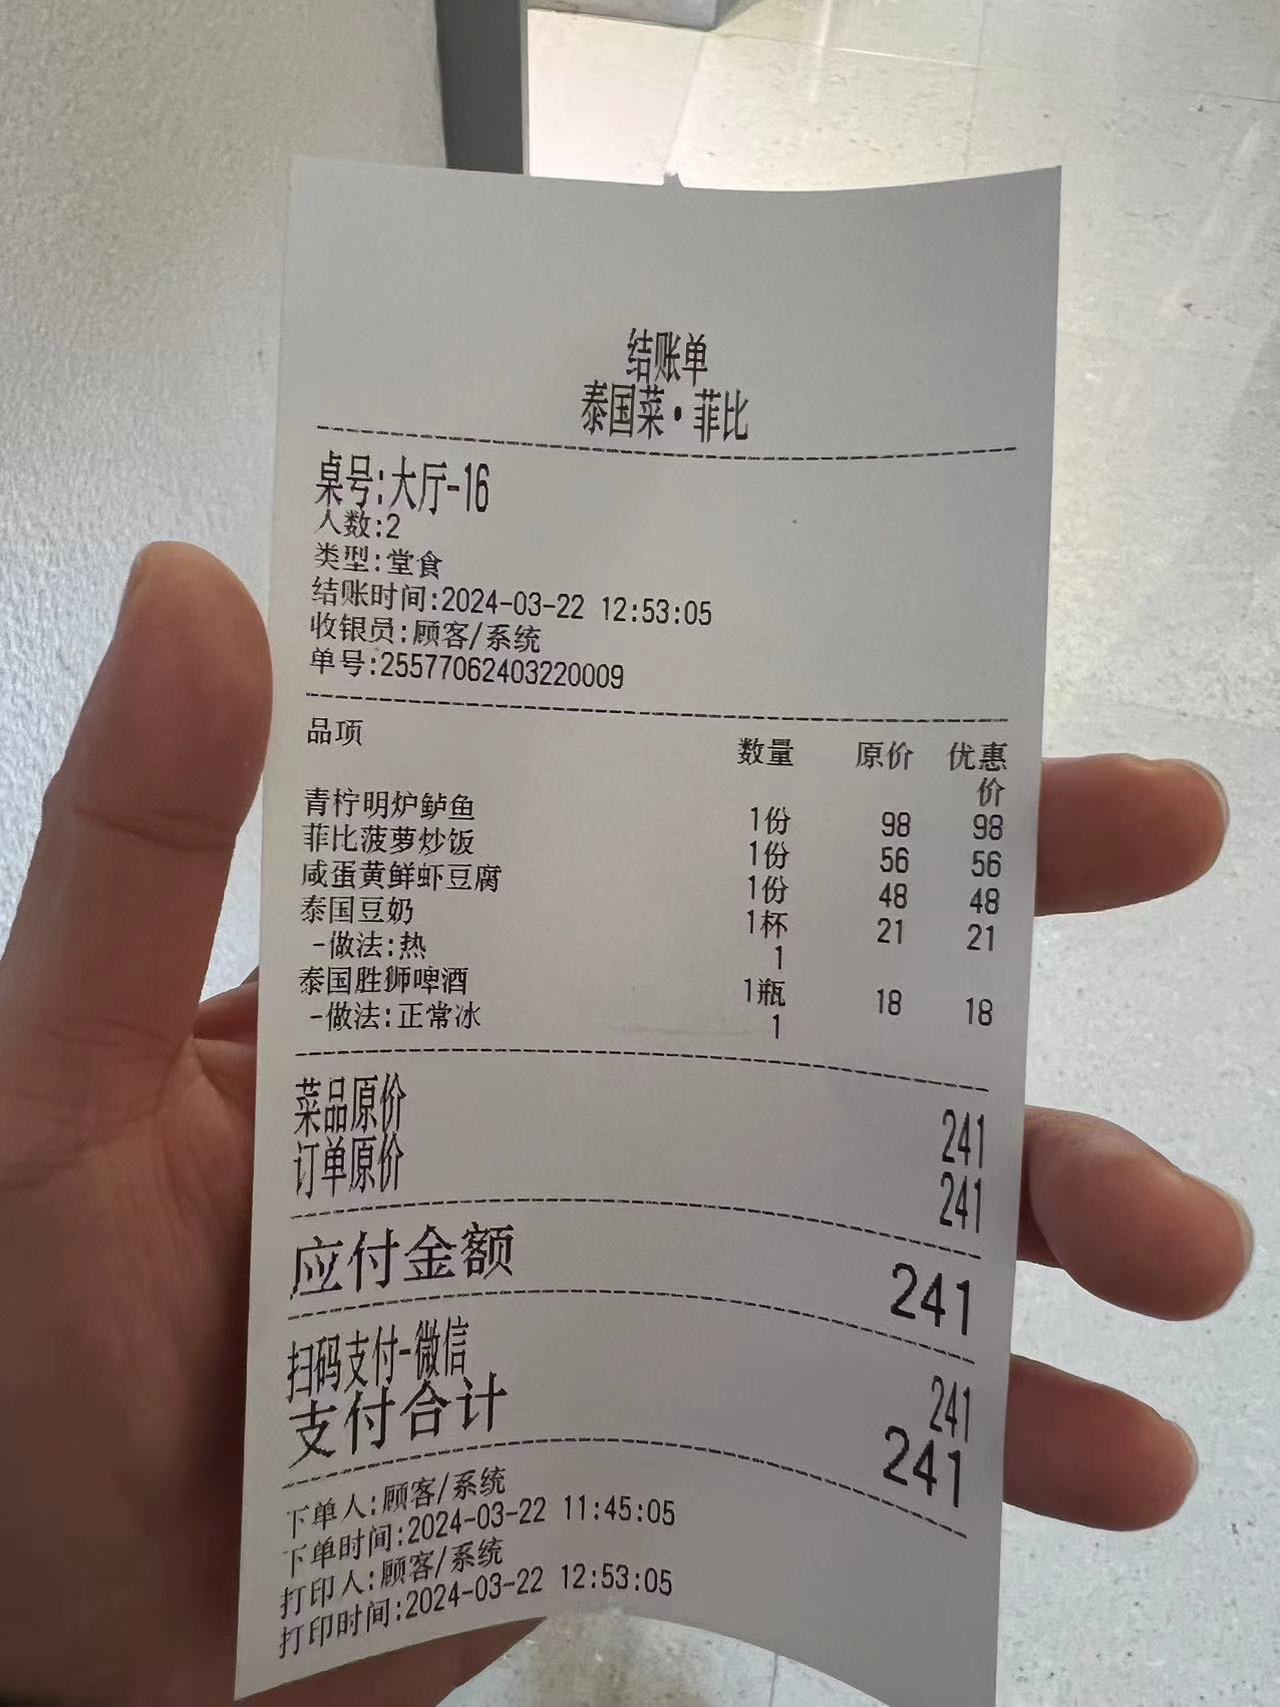 结账单
泰国菜·菲比
桌号:大厅-16
人数:2
类型:堂食
结账时间:2024-03-22 12:53:05
收银员:顾客/系统
单号:25577062403220009
品项 数量 原价 优惠价
青柠明炉鲈鱼 1份 98 98
菲比菠萝炒饭 1份 56 56
咸蛋黄鲜虾豆腐 1份 48 48
泰国豆奶 1杯 21 21
-做法:热 1
泰国胜狮啤酒 1瓶 18 18
-做法:正常冰 1
菜品原价 241
订单原价 241
应付金额 241
扫码支付-微信 241
支付合计 241
下单人:顾客/系统
下单时间:2024-03-22 11:45:05
打印人:顾客/系统
打印时间:2024-03-22 12:53:05